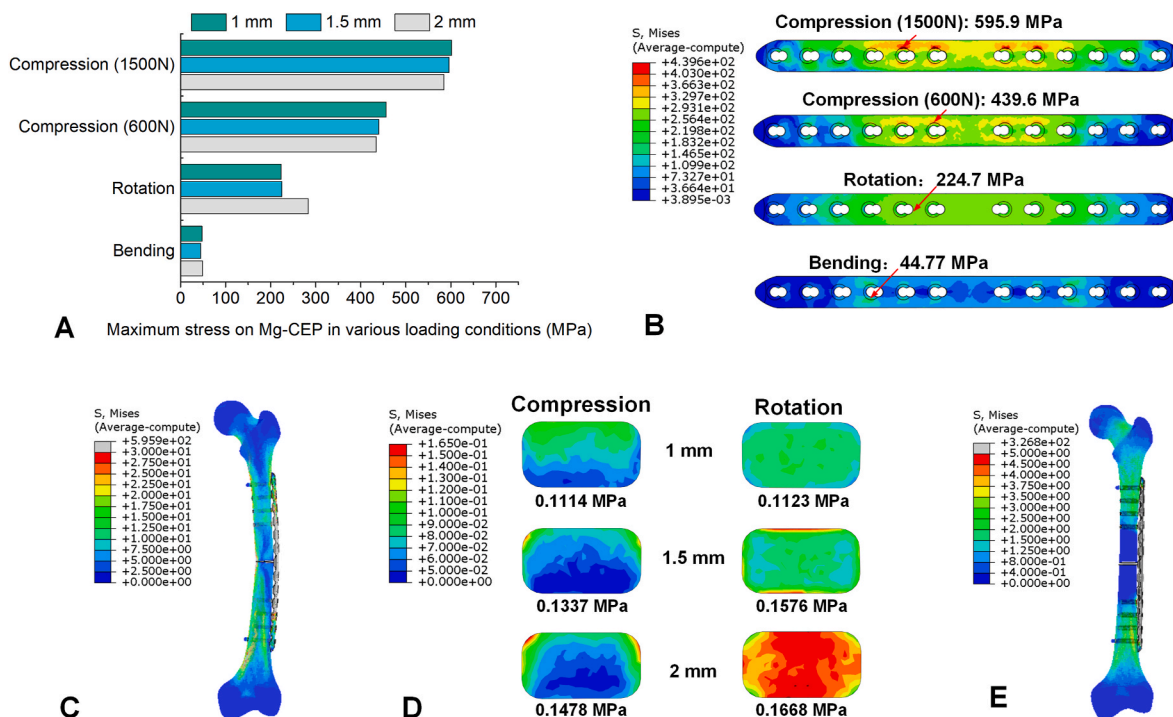 1 mm 1.5 mm 2 mm
Compression (1500N)
Compression (600N)
Rotation
Bending
0 100 200 300 400 500 600 700
A
Maximum stress on Mg-CEP in various loading conditions (MPa)
S, Mises
(Average-compute)
+4.396e+02
+4.030e+02
+3.663e+02
+3.297e+02
+2.931e+02
+2.564e+02
+2.198e+02
+1.832e+02
+1.465e+02
+1.099e+02
+7.327e+01
+3.664e+01
+3.895e-03
Compression (1500N): 595.9 MPa
Compression (600N): 439.6 MPa
Rotation: 224.7 MPa
Bending: 44.77 MPa
B
S, Mises
(Average-compute)
+5.959e+02
+3.000e+01
+2.750e+01
+2.500e+01
+2.250e+01
+2.000e+01
+1.750e+01
+1.500e+01
+1.250e+01
+1.000e+01
+7.500e+00
+5.000e+00
+2.500e+00
+0.000e+00
C
S, Mises
(Average-compute)
+1.650e-01
+1.500e-01
+1.400e-01
+1.300e-01
+1.200e-01
+1.100e-01
+1.000e-01
+9.000e-02
+8.000e-02
+7.000e-02
+6.000e-02
+5.000e-02
+0.000e+00
Compression Rotation
1 mm
0.1114 MPa 0.1123 MPa
1.5 mm
0.1337 MPa 0.1576 MPa
2 mm
0.1478 MPa 0.1668 MPa
D
S, Mises
(Average-compute)
+3.268e+02
+5.000e+00
+4.500e+00
+4.000e+00
+3.750e+00
+3.500e+00
+3.000e+00
+2.500e+00
+2.000e+00
+1.500e+00
+1.250e+00
+8.000e-01
+4.000e-01
+0.000e+00
E